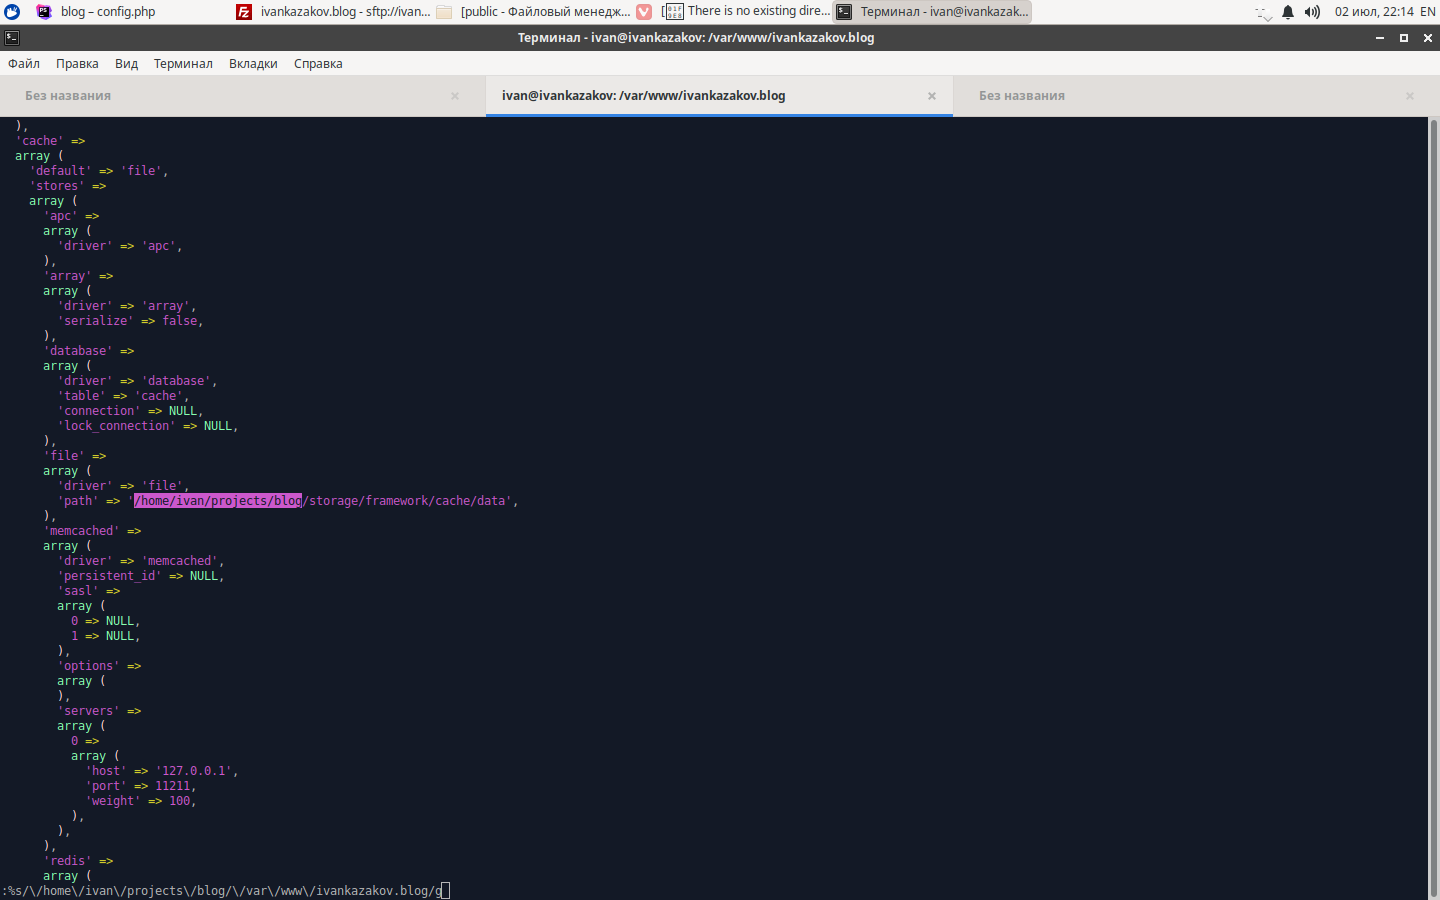 blog – config.php
ivankazakov.blog - sftp://ivan...
[public - Файловый менедж...
[
There is no existing dire...
Терминал - ivan@ivankazak...
02 июл, 22:14 EN
Терминал - ivan@ivankazakov: /var/www/ivankazakov.blog
Файл Правка Вид Терминал Вкладки Справка
Без названия
ivan@ivankazakov: /var/www/ivankazakov.blog
Без названия
),
'cache' =>
array (
'default' => 'file',
'stores' =>
array (
'apc' =>
array (
'driver' => 'apc',
),
'array' =>
array (
'driver' => 'array',
'serialize' => false,
),
'database' =>
array (
'driver' => 'database',
'table' => 'cache',
'connection' => NULL,
'lock_connection' => NULL,
),
'file' =>
array (
'driver' => 'file',
'path' => '/home/ivan/projects/blog/storage/framework/cache/data',
),
'memcached' =>
array (
'driver' => 'memcached',
'persistent_id' => NULL,
'sasl' =>
array (
0 => NULL,
1 => NULL,
),
'options' =>
array (
),
'servers' =>
array (
0 =>
array (
'host' => '127.0.0.1',
'port' => 11211,
'weight' => 100,
),
),
),
'redis' =>
array (
:%s/\/home\/ivan\/projects\/blog/\/var\/www\/ivankazakov.blog/g